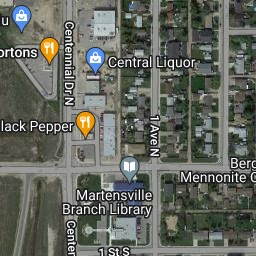 u
ortons
Centennial Dr N
Central Liquor
lack Pepper
1 Ave N
Berg
Mennonite C
Martensville
Branch Library
Center
1 St S